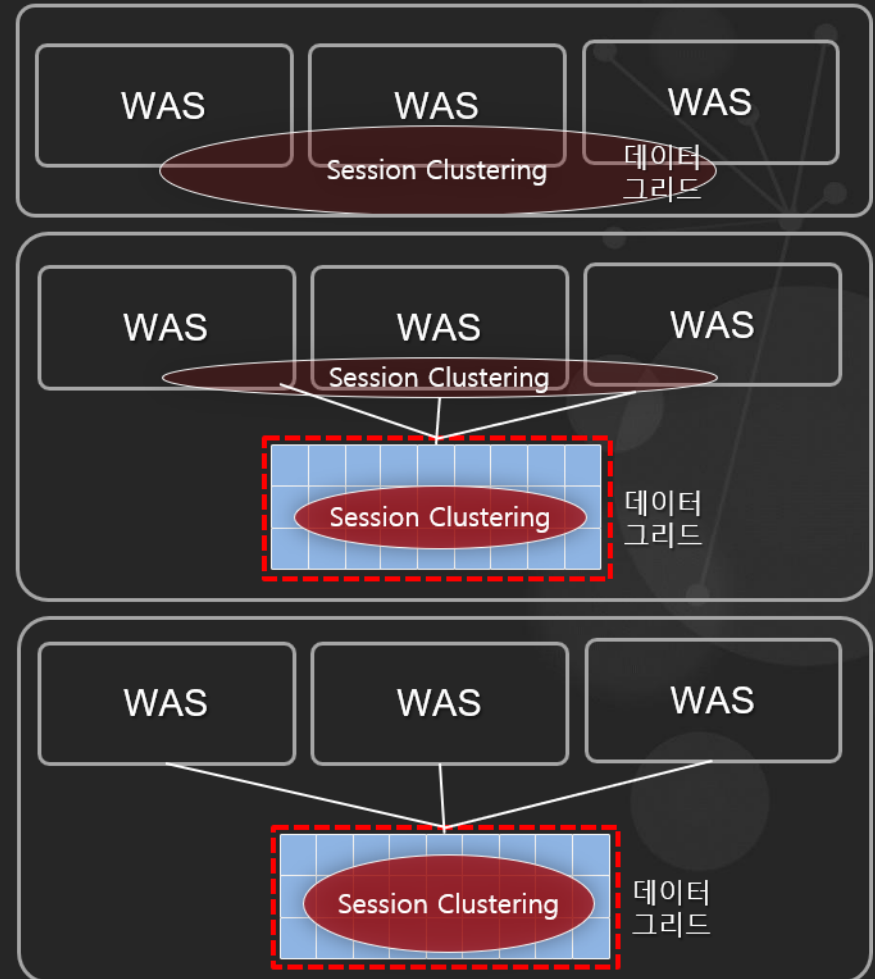 WAS
WAS
WAS
Session Clustering
데이터
그리드
WAS
WAS
WAS
Session Clustering
Session Clustering
데이터
그리드
WAS
WAS
WAS
Session Clustering
데이터
그리드